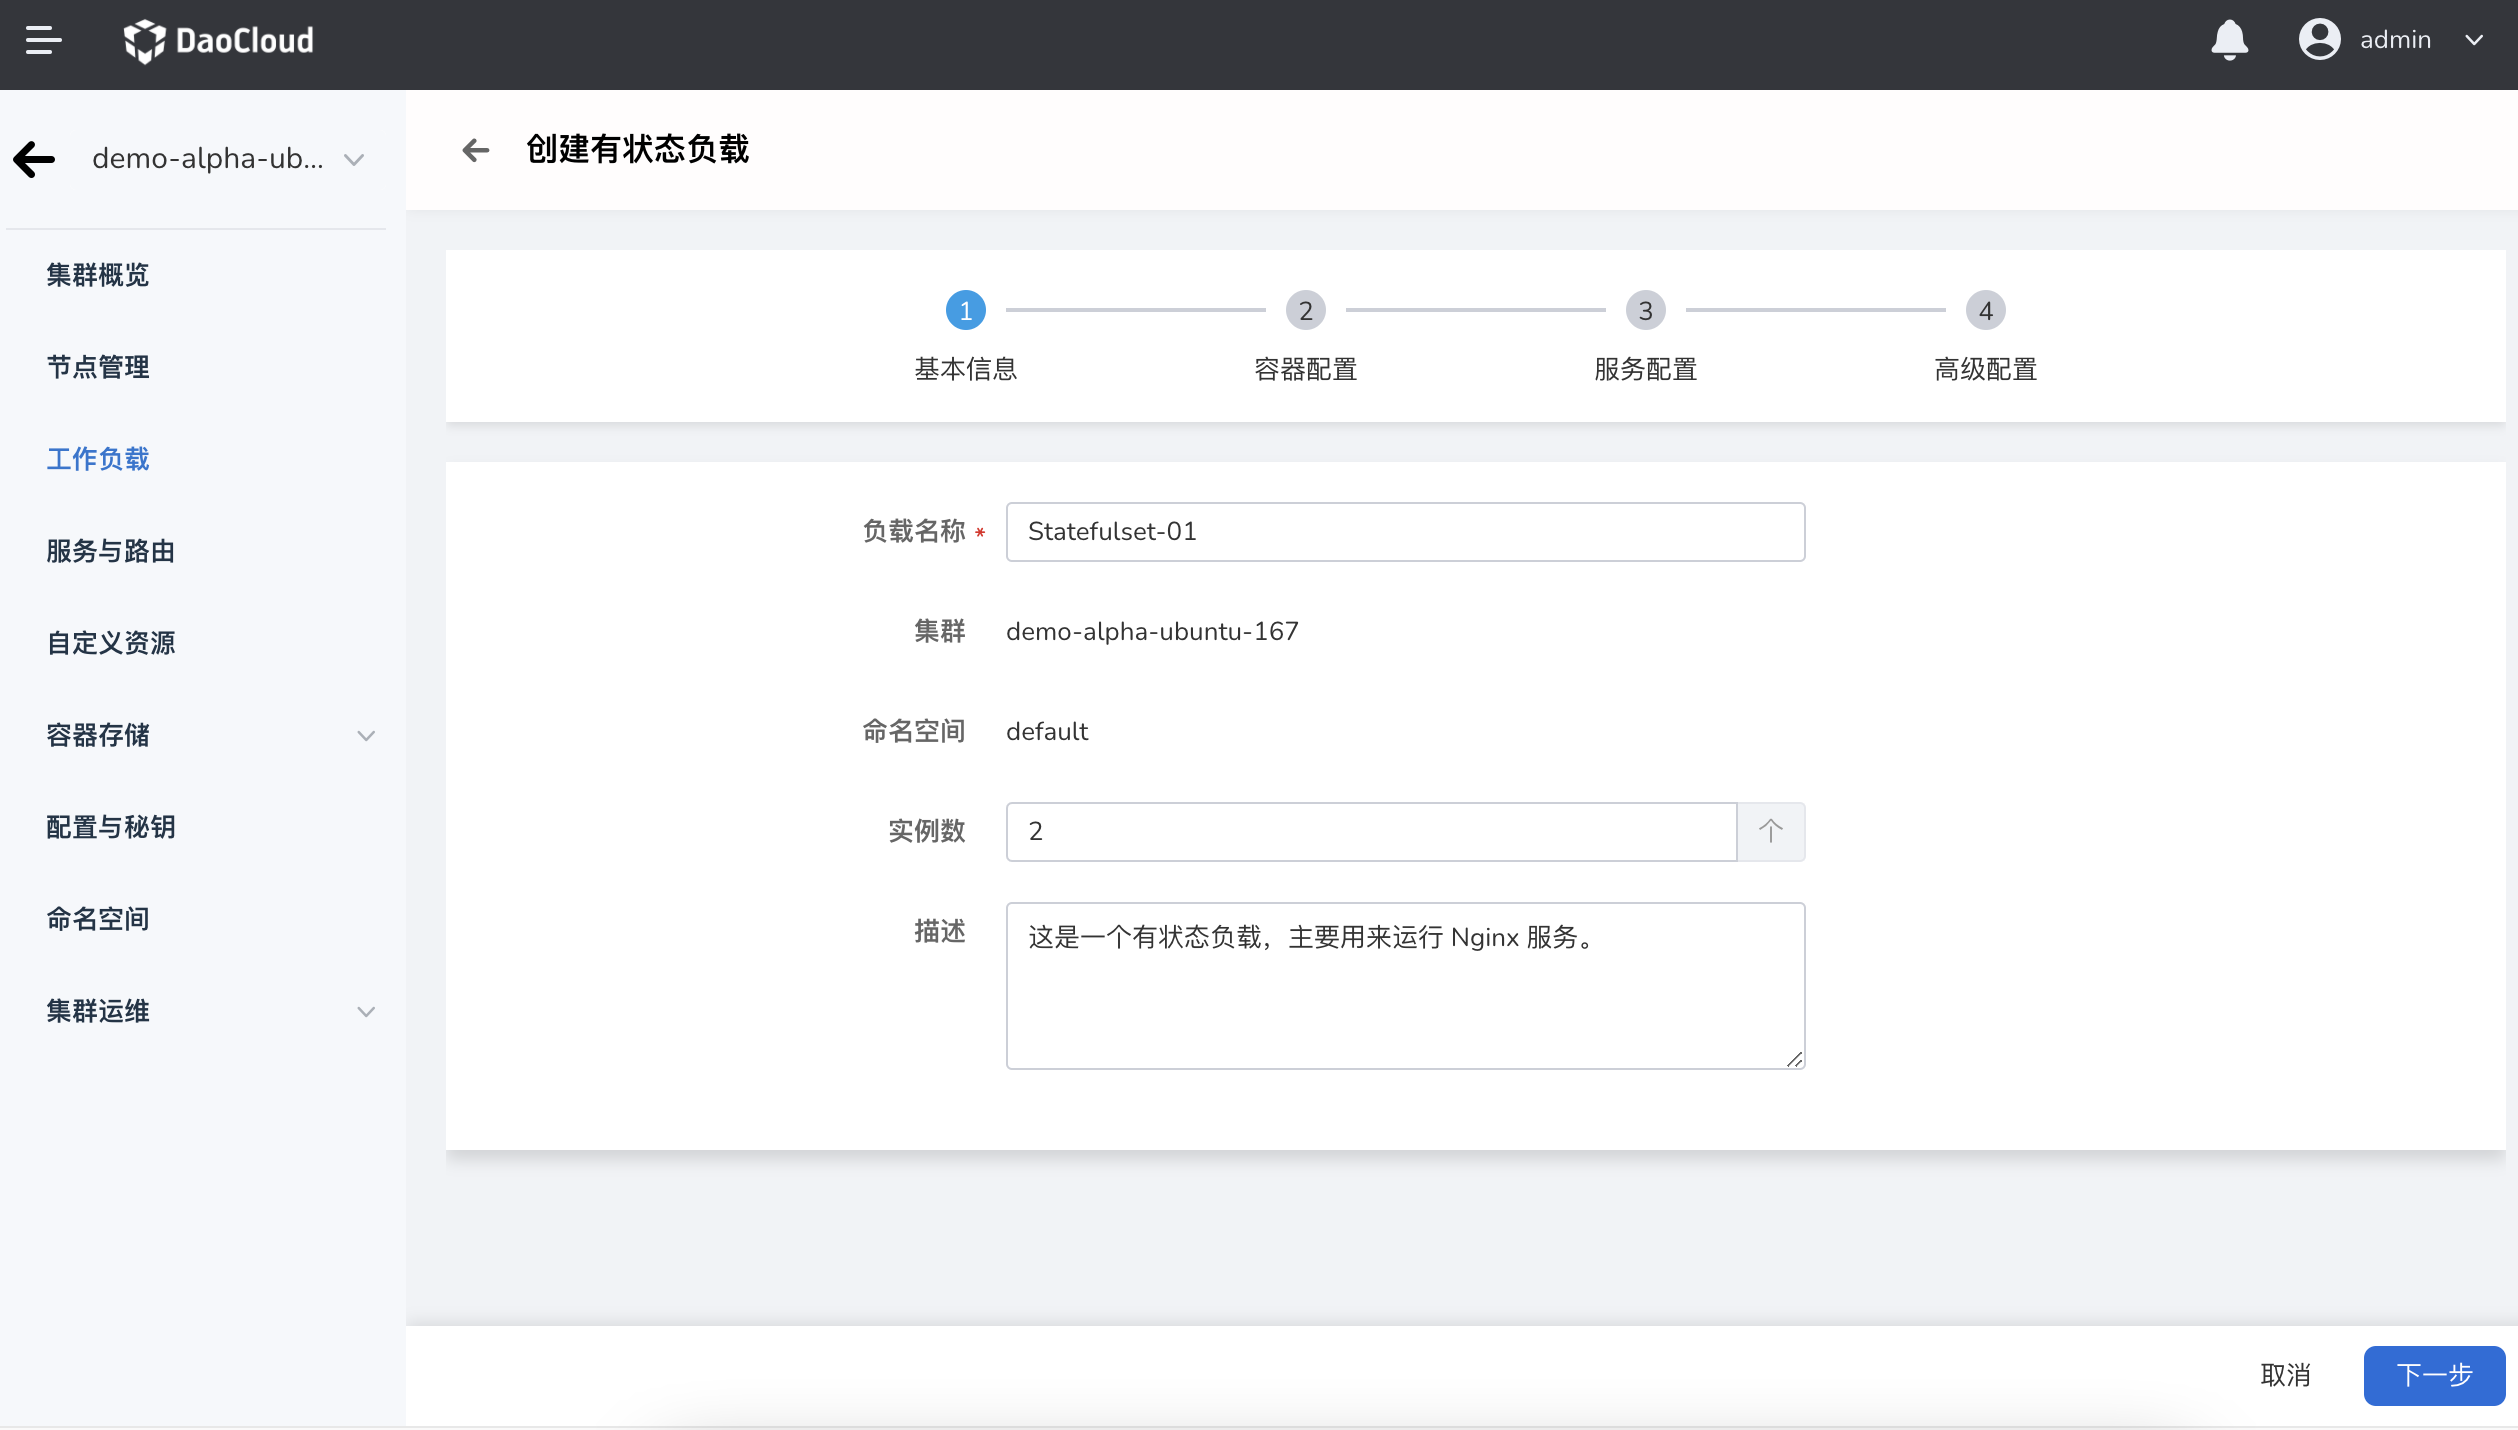 DaoCloud
admin
demo-alpha-ub...
创建有状态负载
集群概览
节点管理
工作负载
服务与路由
自定义资源
容器存储
配置与秘钥
命名空间
集群运维
1
2
3
4
基本信息
容器配置
服务配置
高级配置
负载名称 *
Statefulset-01
集群
demo-alpha-ubuntu-167
命名空间
default
实例数
2
个
描述
这是一个有状态负载，主要用来运行 Nginx 服务。
取消
下一步